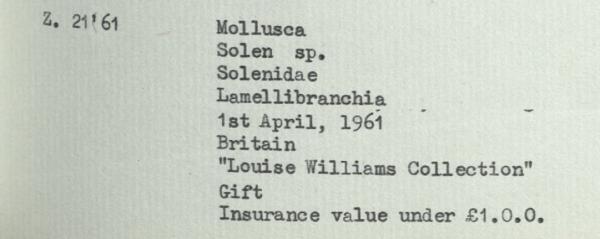 Z. 21'61
Mollusca
Solen sp.
Solenidae
Lamellibranchia
1st April, 1961
Britain
"Louise Williams Collection"
Gift
Insurance value under £1.0.0.